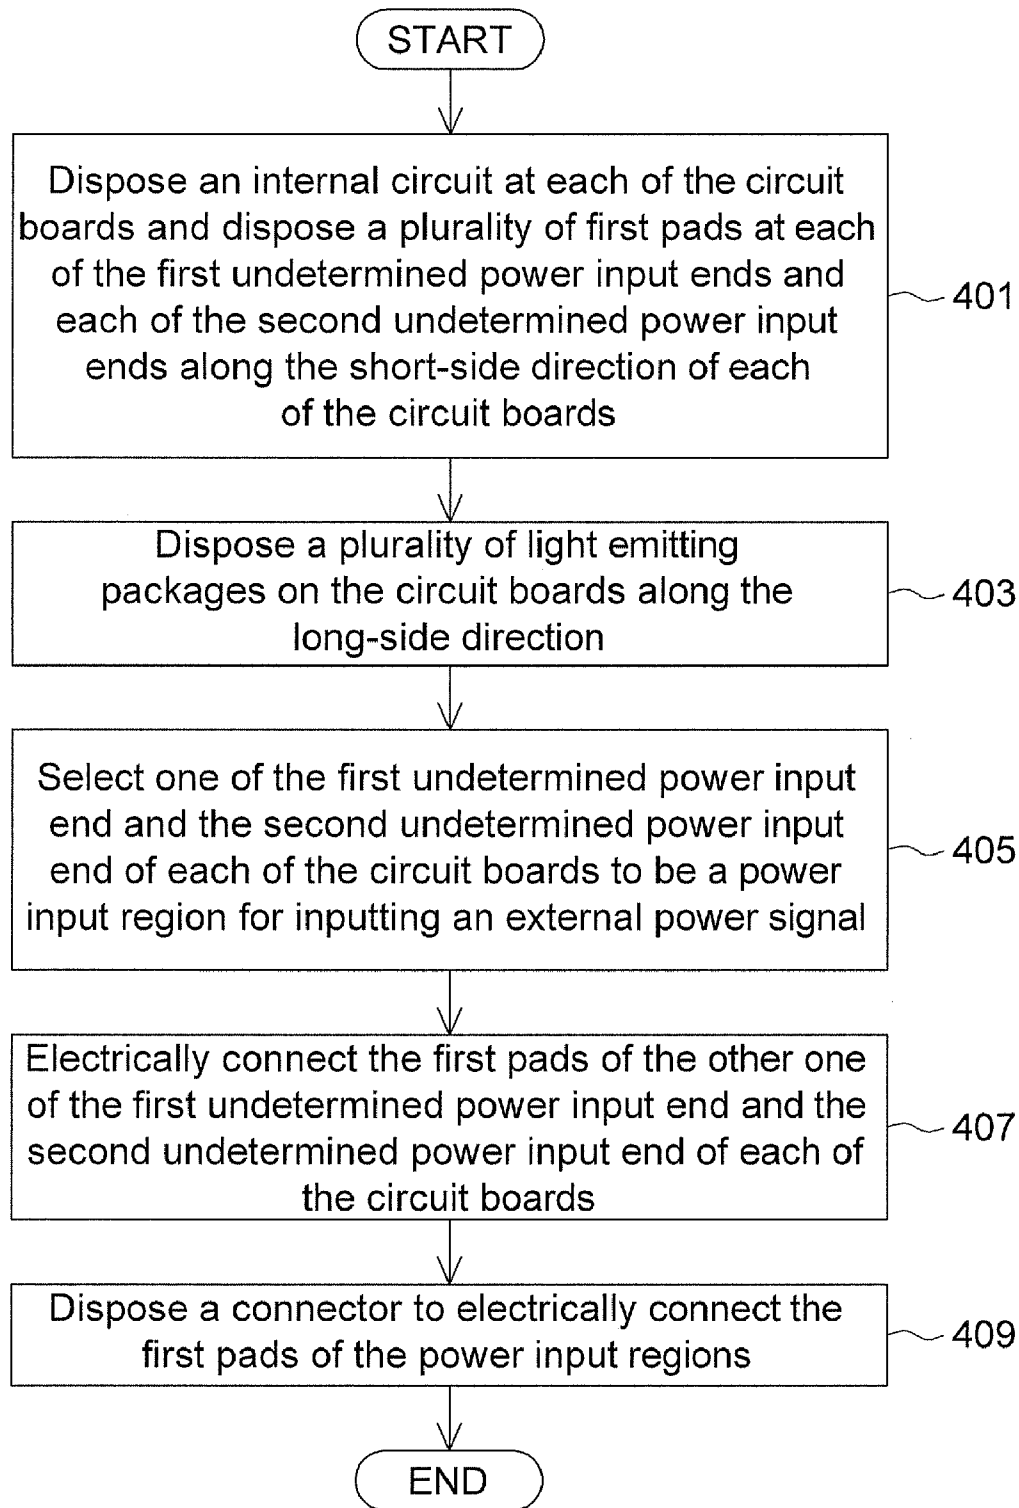 START
Dispose an internal circuit at each of the circuit
boards and dispose a plurality of first pads at each
of the first undetermined power input ends and
each of the second undetermined power input
ends along the short-side direction of each
of the circuit boards
401
Dispose a plurality of light emitting
packages on the circuit boards along the
long-side direction
403
Select one of the first undetermined power input
end and the second undetermined power input
end of each of the circuit boards to be a power
input region for inputting an external power signal
405
Electrically connect the first pads of the other one
of the first undetermined power input end and the
second undetermined power input end of each of
the circuit boards
407
Dispose a connector to electrically connect the
first pads of the power input regions
409
END